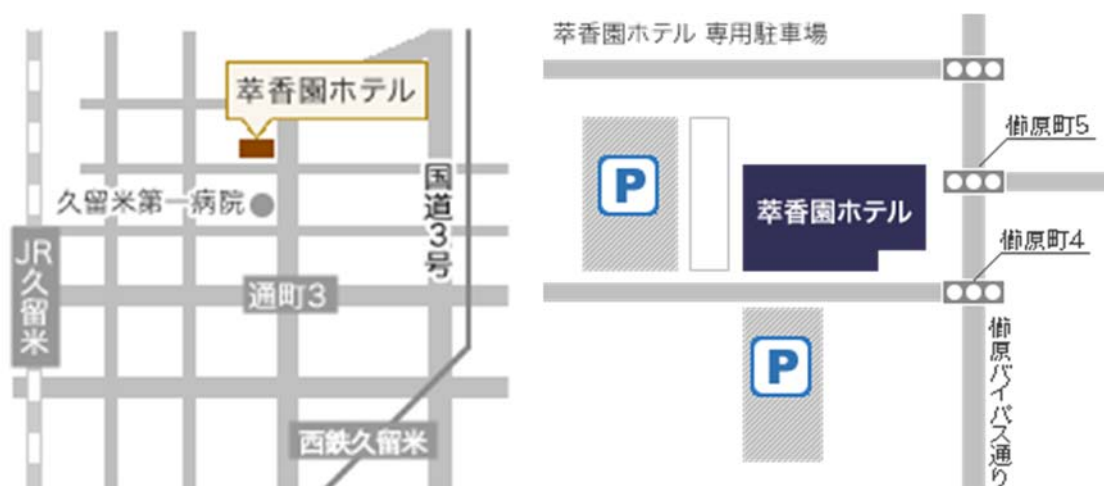 萃香園ホテル
国道3号
久留米第一病院
JR久留米
通町3
西鉄久留米
萃香園ホテル 専用駐車場
櫛原町5
P
萃香園ホテル
櫛原町4
P
櫛原バイパス通り